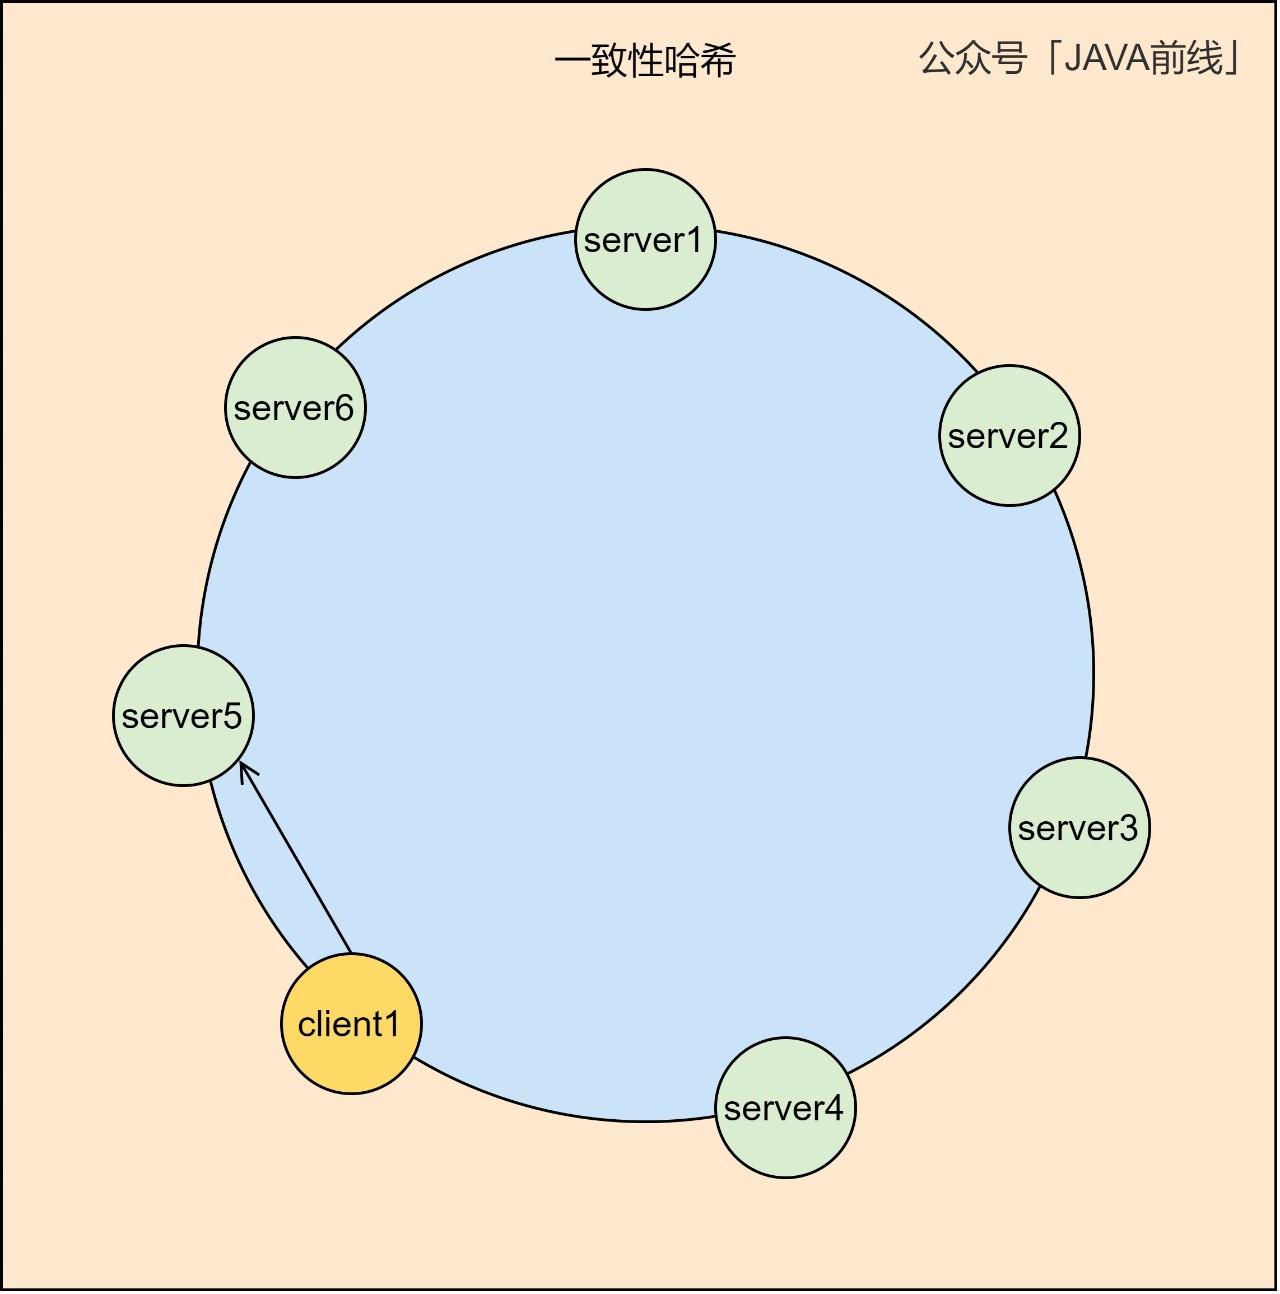 一致性哈希
公众号「JAVA前线」
server1
server6
server2
server5
server3
client1
server4